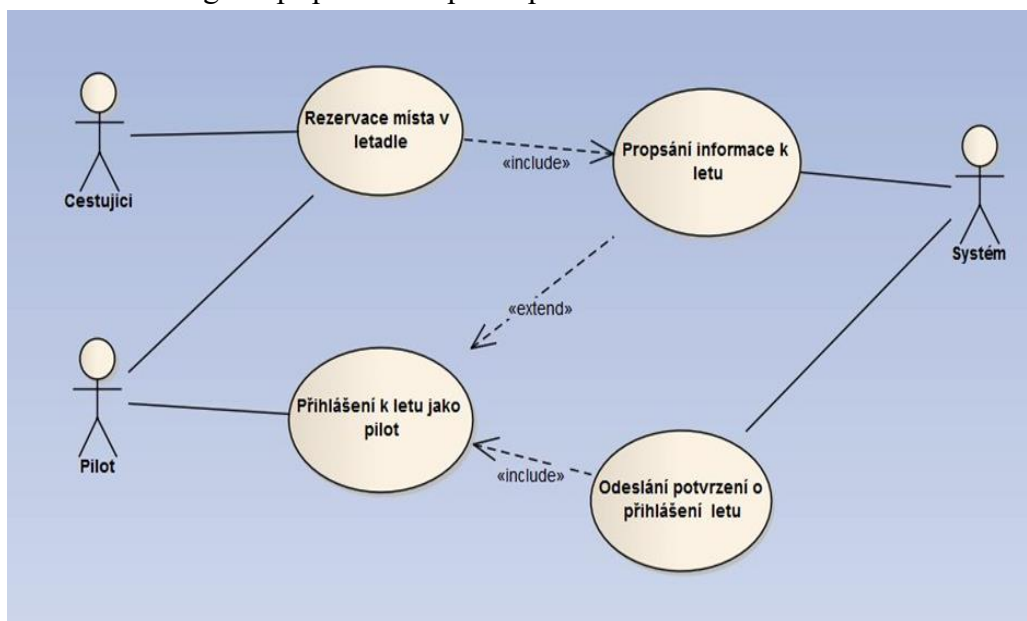 Rezervace místa v
letadle
«include»
Propsání informace k
letu
Cestujici
Systém
«extend»
Přihlášení k letu jako
pilot
Pilot
«include»
Odeslání potvrzení o
přihlášení letu